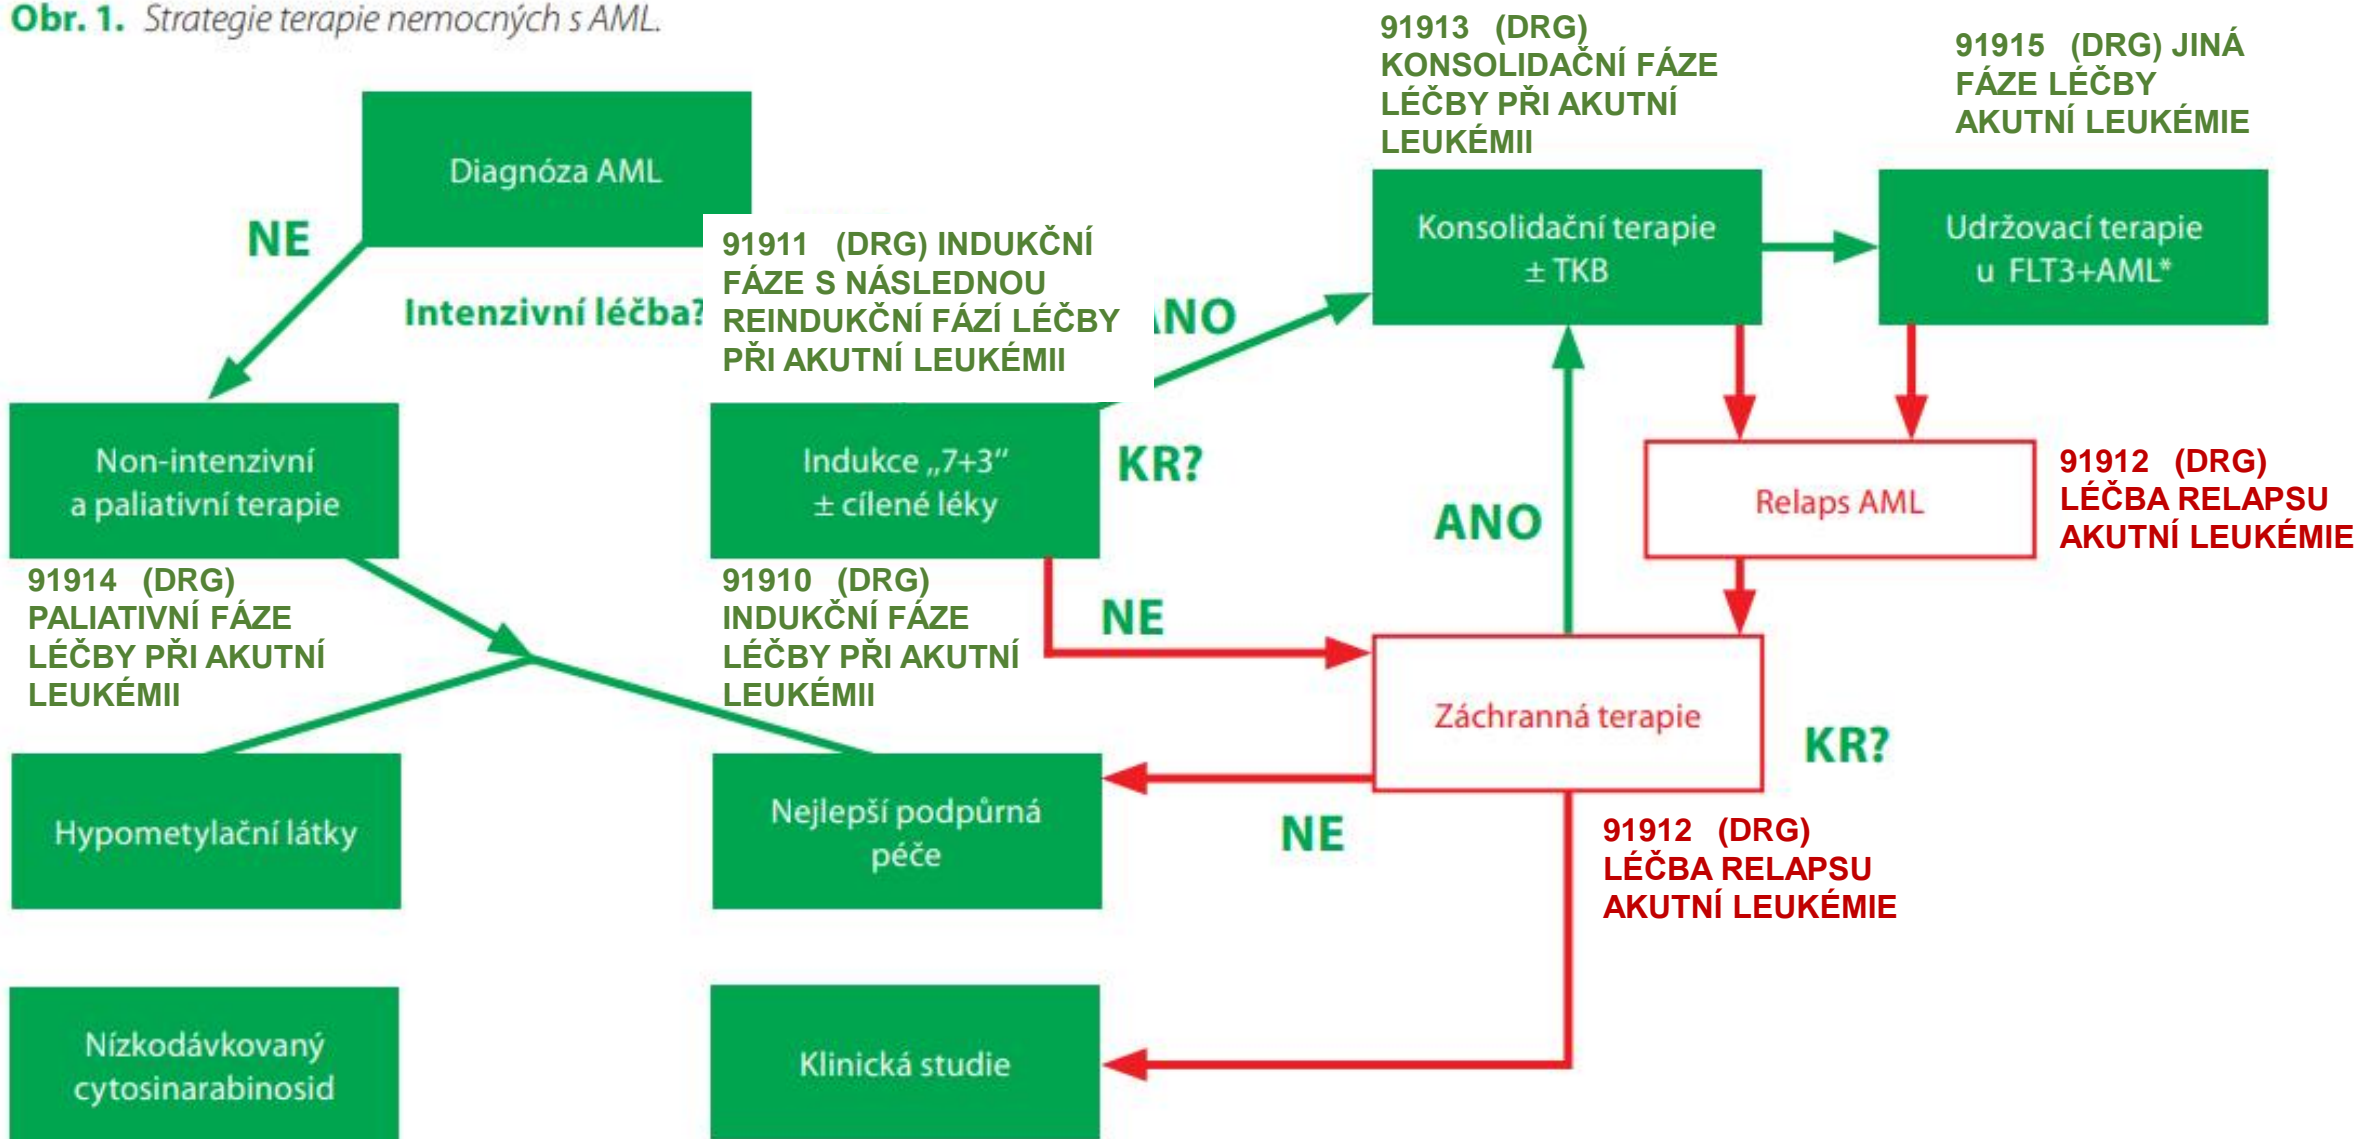 Obr. 1. Strategie terapie nemocných s AML.
Diagnóza AML
NE
Intenzivní léčba?
91911 (DRG) INDUKČNÍ
FÁZE S NÁSLEDNOU
REINDUKČNÍ FÁZÍ LÉČBY
PŘI AKUTNÍ LEUKÉMII
91913 (DRG)
KONSOLIDAČNÍ FÁZE
LÉČBY PŘI AKUTNÍ
LEUKÉMII
91915 (DRG) JINÁ
FÁZE LÉČBY
AKUTNÍ LEUKÉMIE
Konsolidační terapie
± TKB
Udržovací terapie
u FLT3+AML*
Non-intenzivní
a paliativní terapie
Indukce „7+3“
± cílené léky
KR?
ANO
Relaps AML
91912 (DRG)
LÉČBA RELAPSU
AKUTNÍ LEUKÉMIE
91914 (DRG)
PALIATIVNÍ FÁZE
LÉČBY PŘI AKUTNÍ
LEUKÉMII
91910 (DRG)
INDUKČNÍ FÁZE
LÉČBY PŘI AKUTNÍ
LEUKÉMII
NE
Záchranná terapie
KR?
Hypometylační látky
Nejlepší podpůrná
péče
NE
91912 (DRG)
LÉČBA RELAPSU
AKUTNÍ LEUKÉMIE
Nízkodávkovaný
cytosinarabinosid
Klinická studie